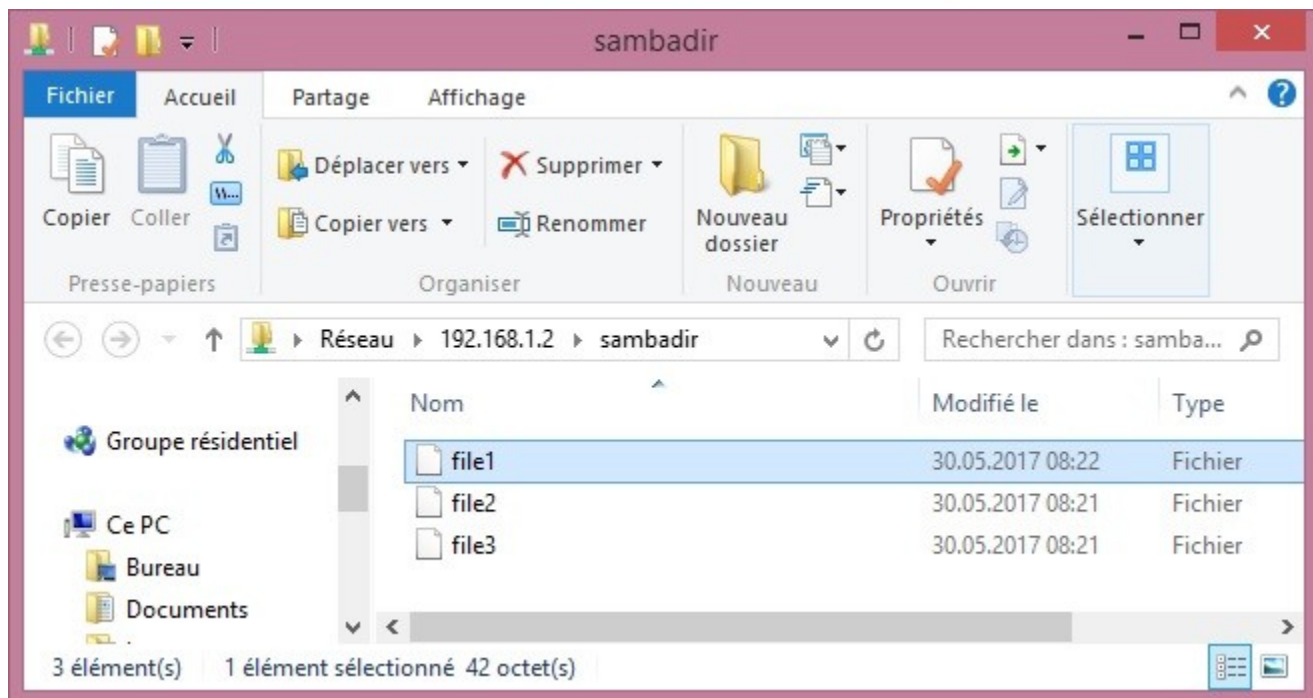 sambadir
Fichier Accueil Partage Affichage
Déplacer vers Supprimer
Copier Coller Copier vers Renommer Nouveau dossier Propriétés Sélectionner
Presse-papiers Organiser Nouveau Ouvrir
Réseau 192.168.1.2 sambadir Rechercher dans : samba...
Nom Modifié le Type
Groupe résidentiel
file1 30.05.2017 08:22 Fichier
file2 30.05.2017 08:21 Fichier
Ce PC
file3 30.05.2017 08:21 Fichier
Bureau
Documents
3 élément(s) 1 élément sélectionné 42 octet(s)